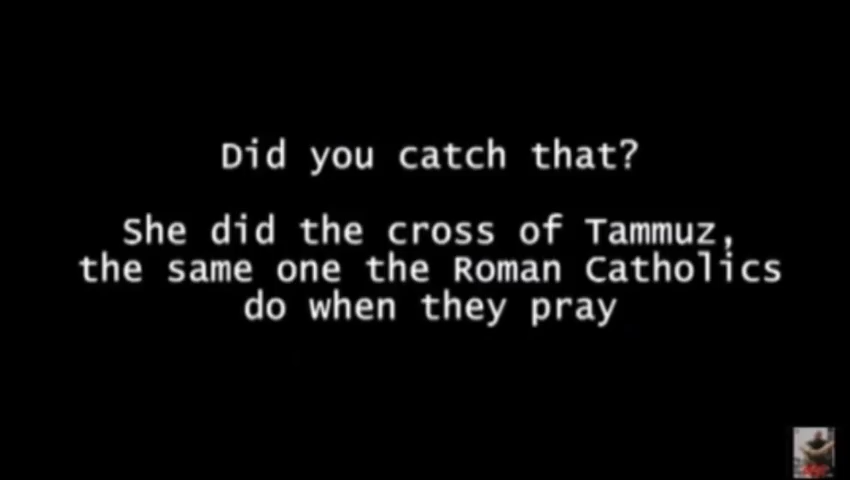 Did you catch that?
She did the cross of Tammuz,
the same one the Roman Catholics
do when they pray